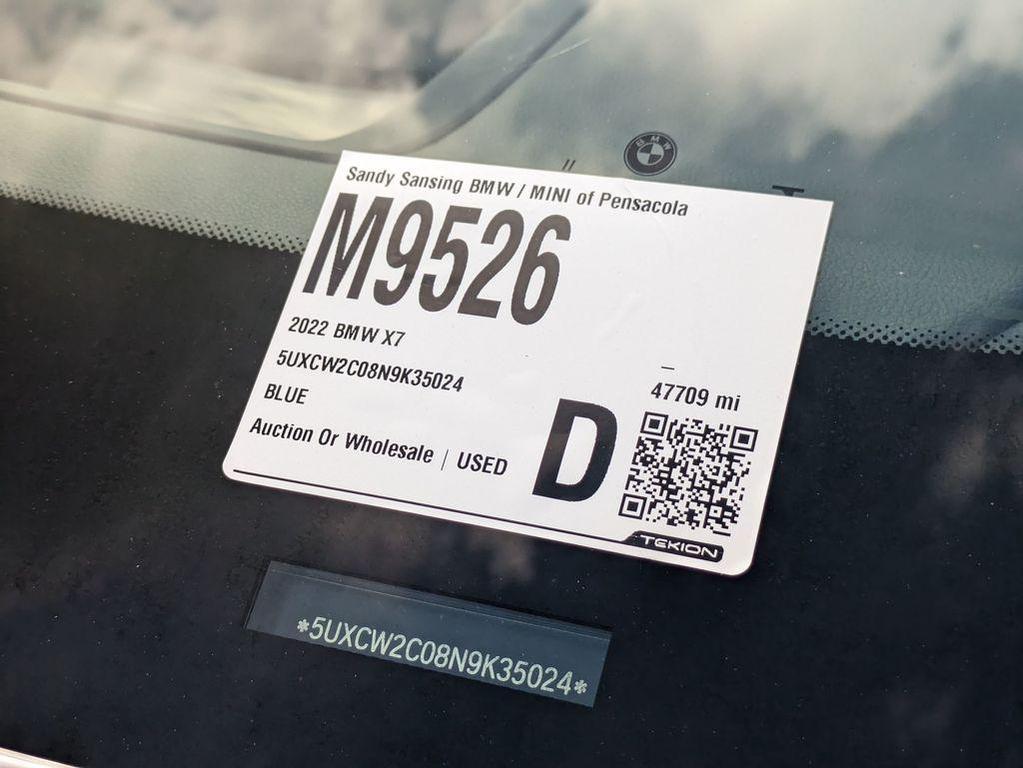 BMW
Sandy Sansing BMW / MINI of Pensacola
M9526
2022 BMW X7
5UXCW2C08N9K35024
BLUE
47709 mi
Auction Or Wholesale | USED
D
TEKION
*5UXCW2C08N9K35024*